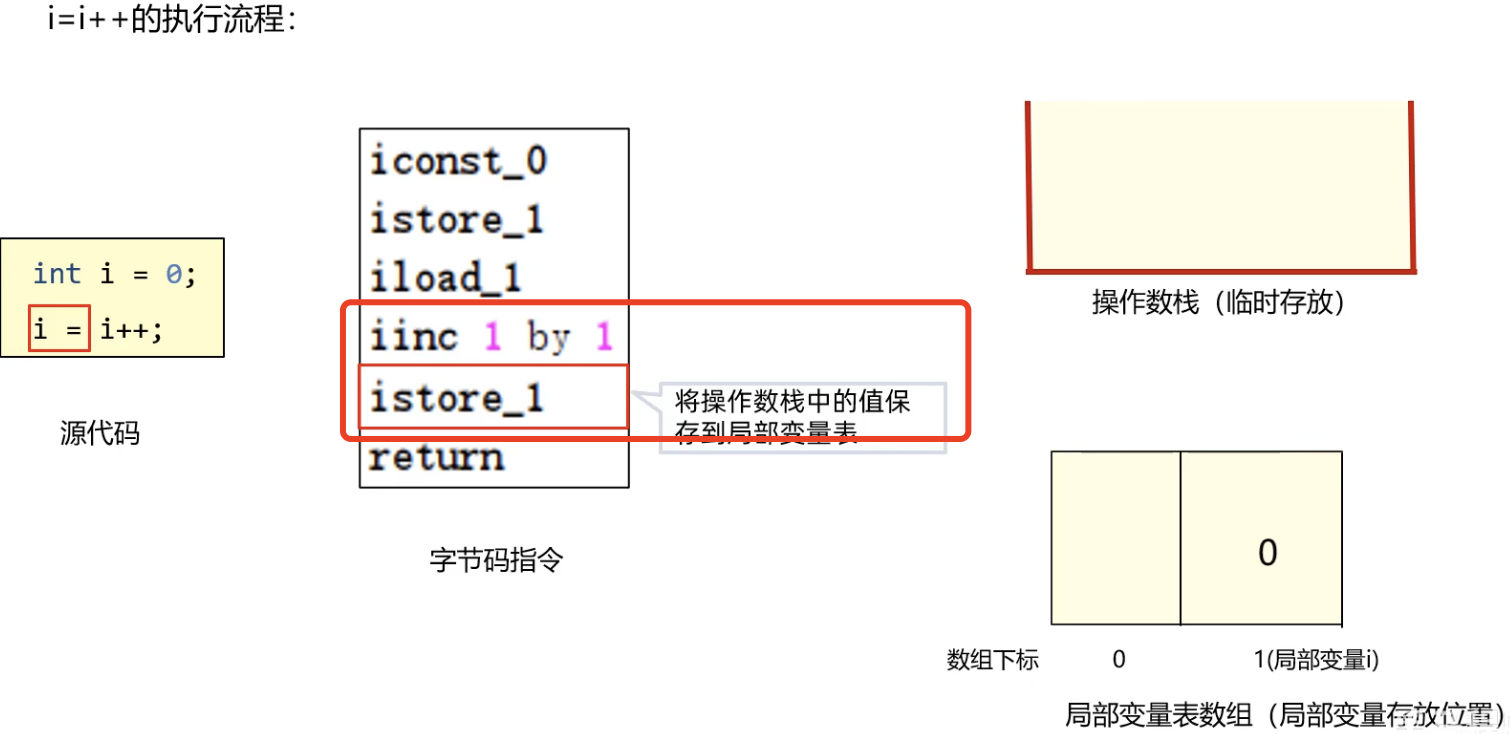 i=i++的执行流程：
int i = 0;
i = i++;
源代码
iconst_0
istore_1
iload_1
iinc 1 by 1
istore_1
return
字节码指令
将操作数栈中的值保
存到局部变量表
操作数栈（临时存放）
0
数组下标 0 1(局部变量i)
局部变量表数组（局部变量存放位置）